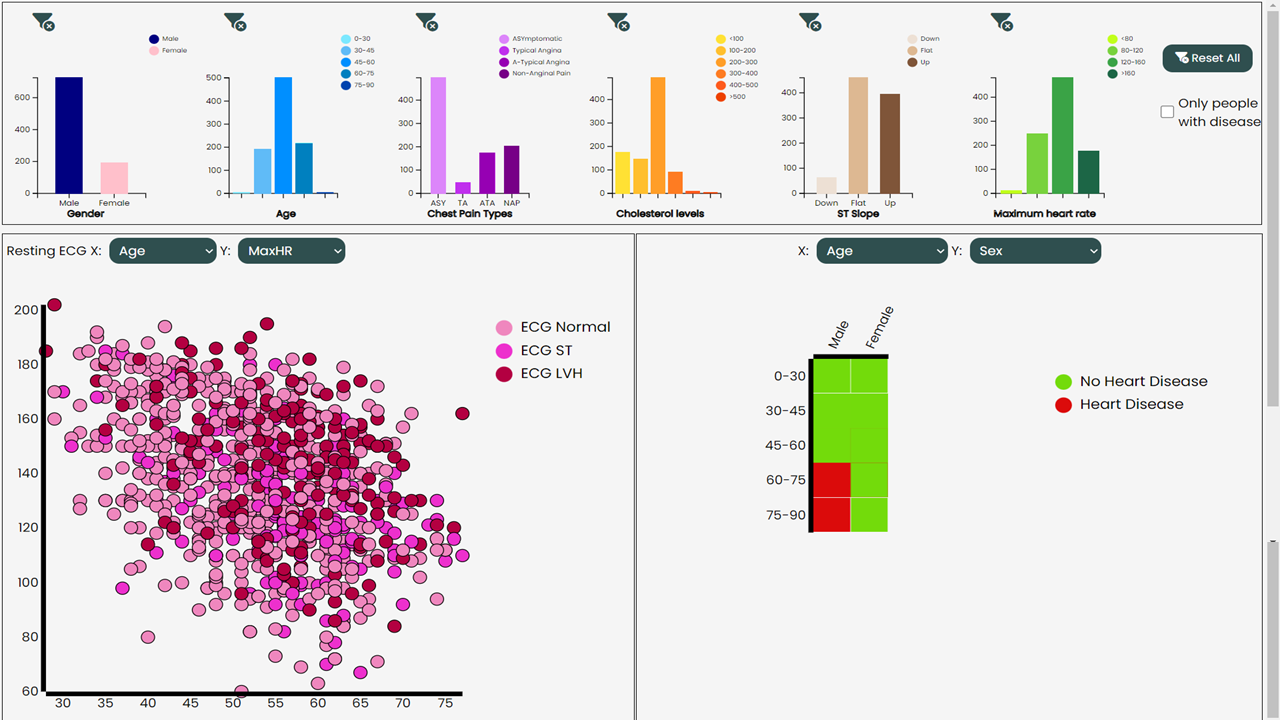 Male
Female
600
400
200
0
Male Female
Gender
0-30
30-45
45-60
60-75
75-90
500
400
300
200
100
0
Age
ASYmptomatic
Typical Angina
A-Typical Angina
Non-Anginal Pain
400
300
200
100
0
ASY TA ATA NAP
Chest Pain Types
<100
100-200
200-300
300-400
400-500
>500
400
300
200
100
0
Cholesterol levels
Down
Flat
Up
400
300
200
100
0
Down Flat Up
ST Slope
<80
80-120
120-160
>160
400
300
200
100
0
Maximum heart rate
Reset All
Only people
with disease
Resting ECG X: Age Y: MaxHR
200
180
160
140
120
100
80
60
30 35 40 45 50 55 60 65 70 75
ECG Normal
ECG ST
ECG LVH
X: Age Y: Sex
Male
Female
0-30
30-45
45-60
60-75
75-90
No Heart Disease
Heart Disease